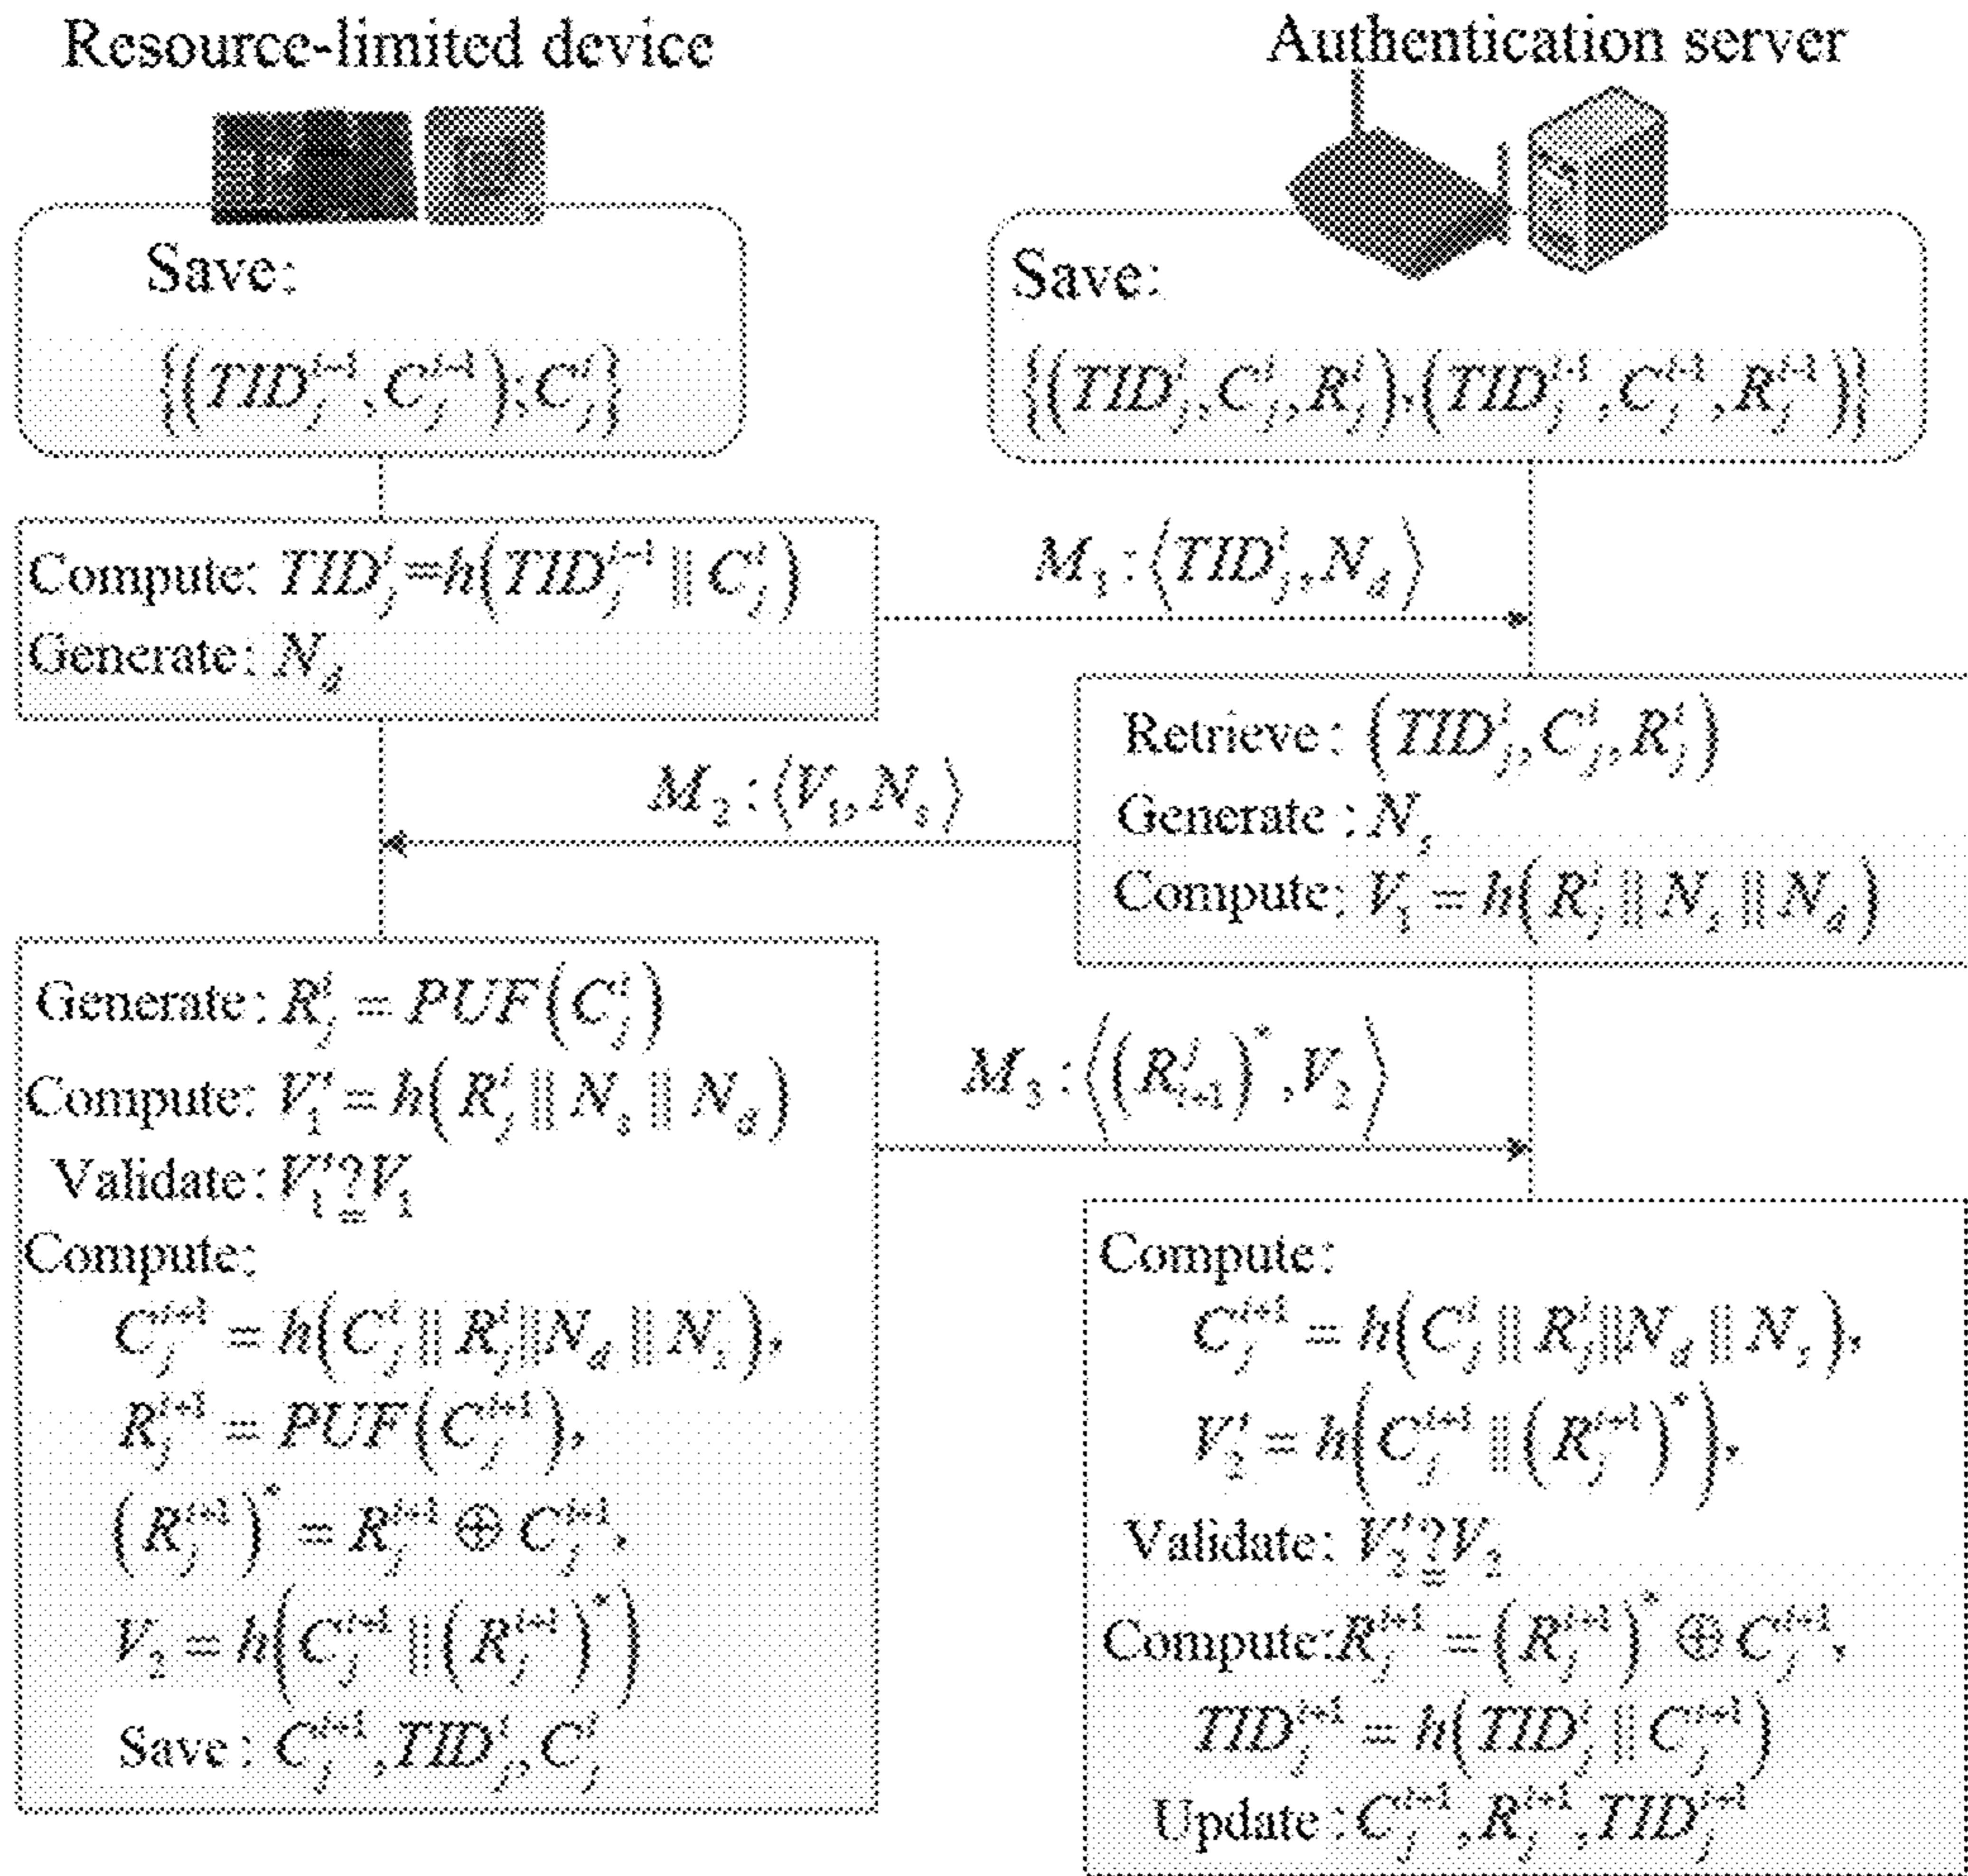 Resource-limited device
Authentication server
Save:
{(TID_j^{i-1}, C_j^{i-1}); C_j^i}
Save:
{(TID_j^i, C_j^i, R_j^i), (TID_j^{i-1}, C_j^{i-1}, R_j^{i-1})}
Compute: TID_j^i = h(TID_j^{i-1} || C_j^i)
Generate: N_d
M_1: ⟨TID_j^i, N_d⟩
Retrieve: (TID_j^i, C_j^i, R_j^i)
Generate: N_s
Compute: V_1 = h(R_j^i || N_s || N_d)
M_2: ⟨V_1, N_s⟩
Generate: R_j^i = PUF(C_j^i)
Compute: V_1' = h(R_j^i || N_s || N_d)
Validate: V_1' ?= V_1
Compute:
C_j^{i+1} = h(C_j^i || R_j^i || N_d || N_s),
R_j^{i+1} = PUF(C_j^{i+1}),
(R_j^{i+1})^* = R_j^{i+1} ⊕ C_j^{i+1},
V_2 = h(C_j^{i+1} || (R_j^{i+1})^*)
Save: C_j^{i+1}, TID_j^i, C_j^i
M_3: ⟨(R_{i+1}^j)^*, V_2⟩
Compute:
C_j^{i+1} = h(C_j^i || R_j^i || N_d || N_s),
V_2' = h(C_j^{i+1} || (R_j^{i+1})^*),
Validate: V_2' ?= V_2
Compute: R_j^{i+1} = (R_j^{i+1})^* ⊕ C_j^{i+1},
TID_j^{i+1} = h(TID_j^i || C_j^{i+1})
Update: C_j^{i+1}, R_j^{i+1}, TID_j^{i+1}